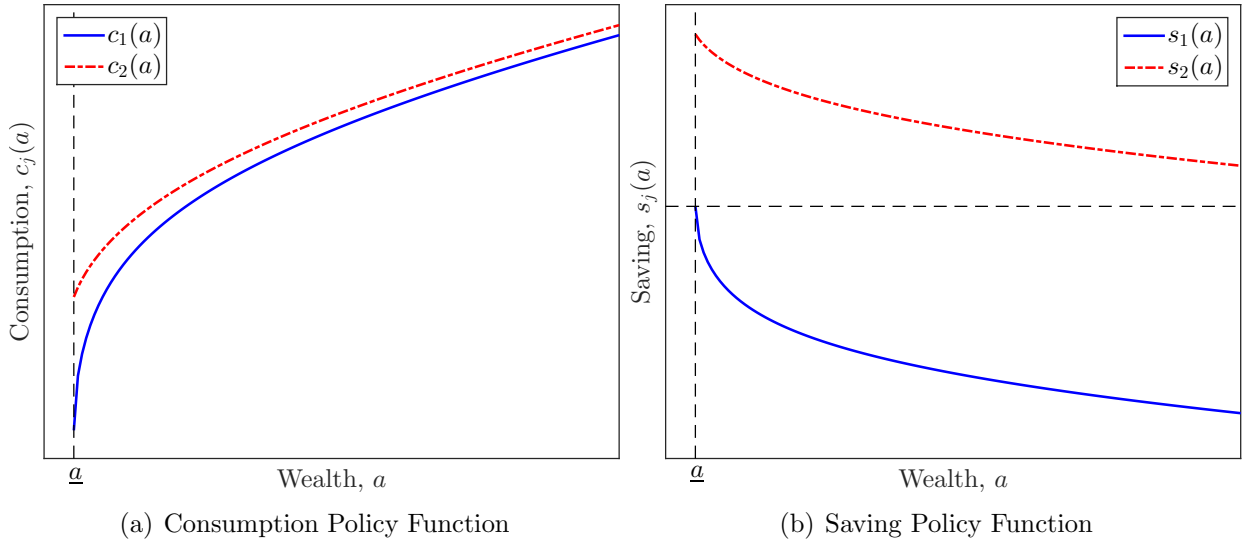 c₁(a)
c₂(a)
Consumption, cⱼ(a)
a
Wealth, a
(a) Consumption Policy Function
s₁(a)
s₂(a)
Saving, sⱼ(a)
a
Wealth, a
(b) Saving Policy Function